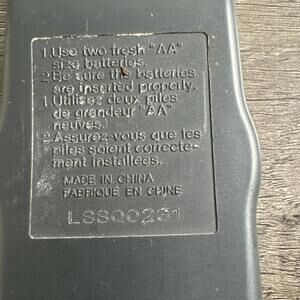 1.Use two fresh "AA"
size batteries.
2.Be sure the batteries
are inserted properly.
1.Utilisez deux piles
de grandeur "AA"
neuves.
2.Assurez-vous que les
piles soient correcte-
ment installées.
MADE IN CHINA
FABRIQUÉ EN CHINE
LSSQ0231